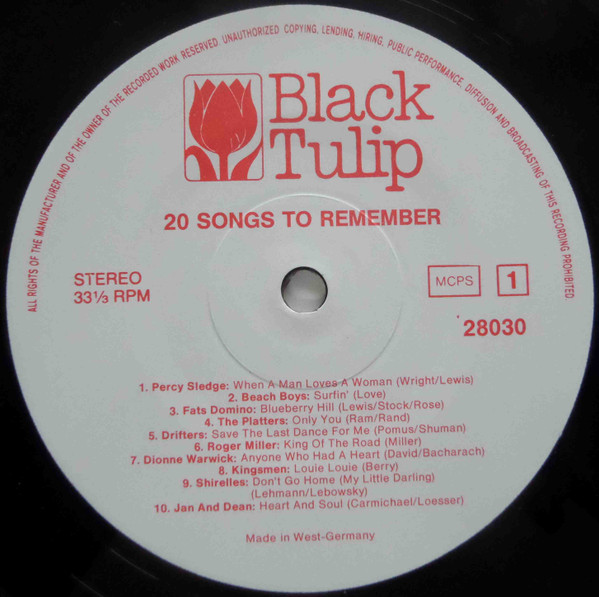 ALL RIGHTS OF THE MANUFACTURER AND OF THE OWNER OF THE RECORDED WORK RESERVED. UNAUTHORIZED COPYING, LENDING, HIRING, PUBLIC PERFORMANCE, DIFFUSION AND BROADCASTING OF THIS RECORDING PROHIBITED
Black
Tulip
20 SONGS TO REMEMBER
STEREO
33⅓ RPM
MCPS
1
28030
1. Percy Sledge: When A Man Loves A Woman (Wright/Lewis)
2. Beach Boys: Surfin' (Love)
3. Fats Domino: Blueberry Hill (Lewis/Stock/Rose)
4. The Platters: Only You (Ram/Rand)
5. Drifters: Save The Last Dance For Me (Pomus/Shuman)
6. Roger Miller: King Of The Road (Miller)
7. Dionne Warwick: Anyone Who Had A Heart (David/Bacharach)
8. Kingsmen: Louie Louie (Berry)
9. Shirelles: Don't Go Home (My Little Darling)
(Lehmann/Lebowsky)
10. Jan And Dean: Heart And Soul (Carmichael/Loesser)
Made in West-Germany